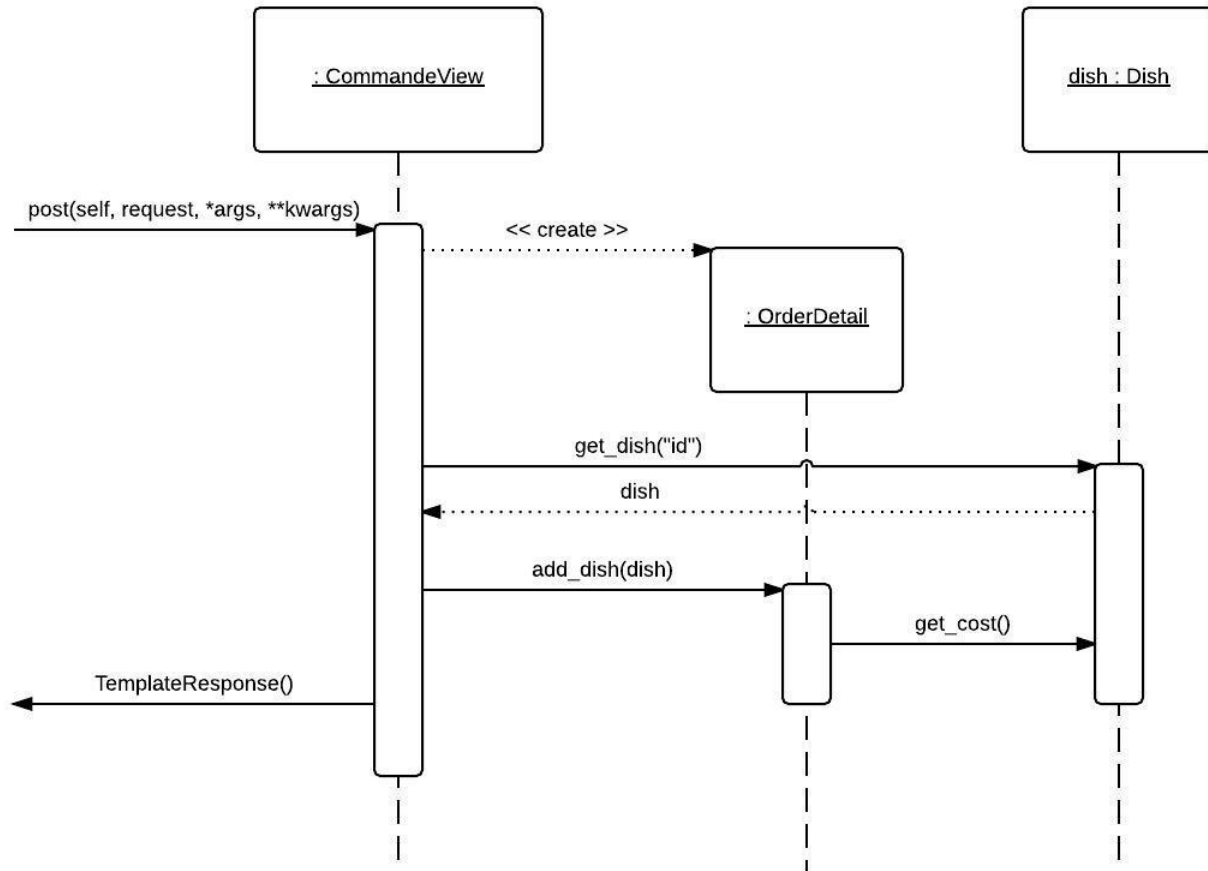 : CommandeView
dish : Dish
post(self, request, *args, **kwargs)
<< create >>
: OrderDetail
get_dish("id")
dish
add_dish(dish)
get_cost()
TemplateResponse()